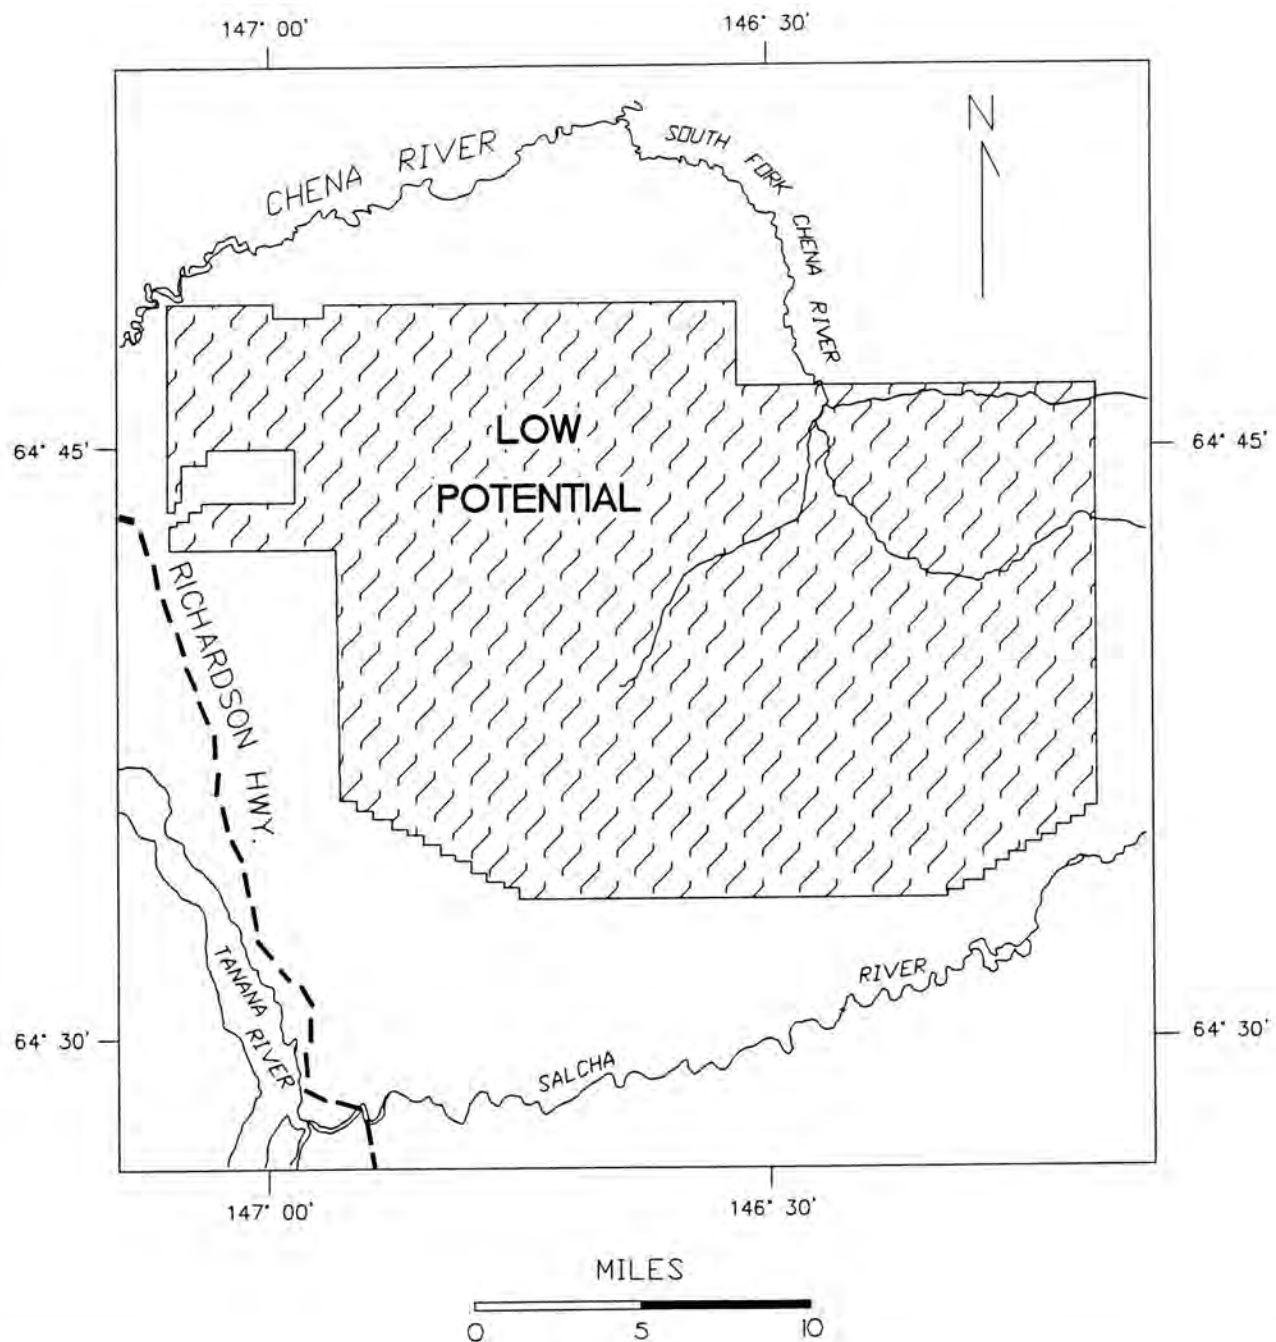 147° 00'
146° 30'
N
CHENA RIVER
SOUTH FORK CHENA RIVER
LOW
POTENTIAL
64° 45'
64° 45'
RICHARDSON HWY.
TANANA RIVER
RIVER
SALCHA
64° 30'
64° 30'
147° 00'
146° 30'
MILES
0 5 10